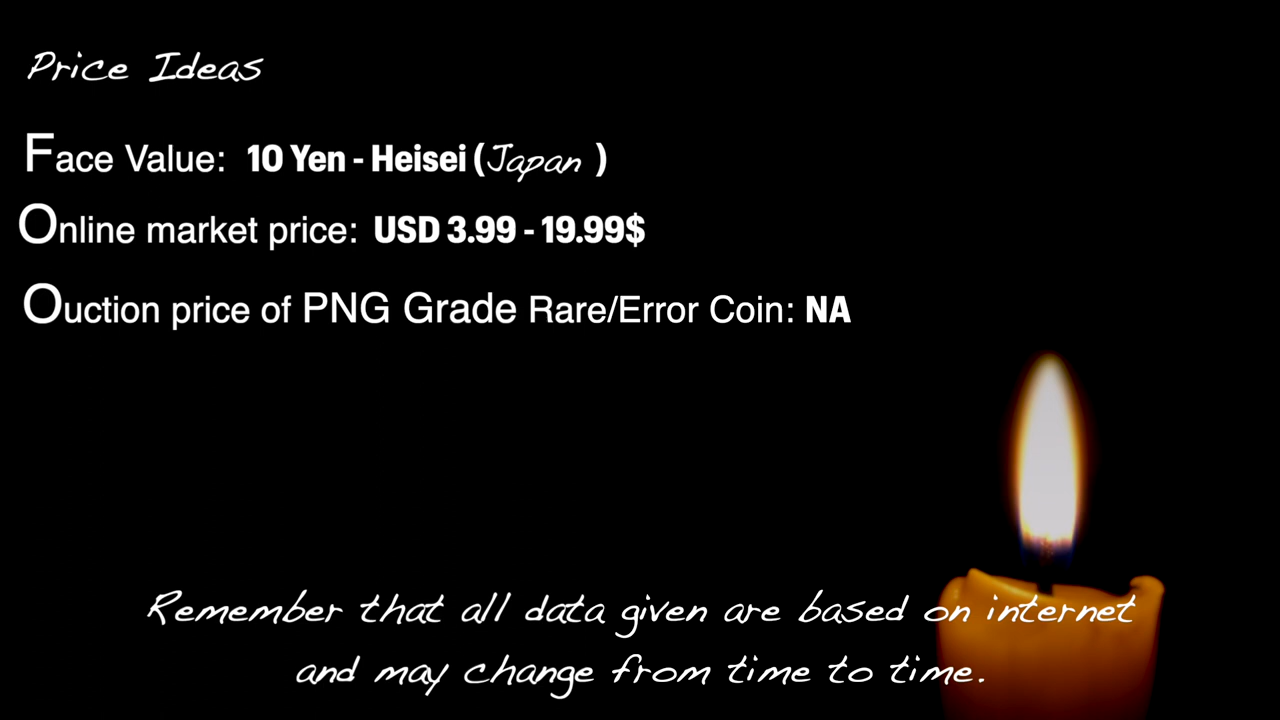 Price Ideas
Face Value: 10 Yen - Heisei (Japan )
Online market price: USD 3.99 - 19.99$
Ouction price of PNG Grade Rare/Error Coin: NA
Remember that all data given are based on internet
and may change from time to time.